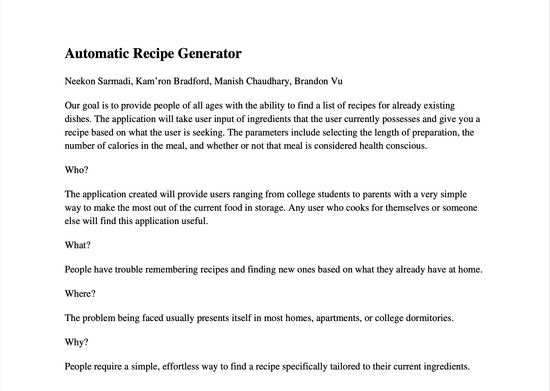 Automatic Recipe Generator
Neekon Sarmadi, Kam'ron Bradford, Manish Chaudhary, Brandon Vu
Our goal is to provide people of all ages with the ability to find a list of recipes for already existing
dishes. The application will take user input of ingredients that the user currently possesses and give you a
recipe based on what the user is seeking. The parameters include selecting the length of preparation, the
number of calories in the meal, and whether or not that meal is considered health conscious.
Who?
The application created will provide users ranging from college students to parents with a very simple
way to make the most out of the current food in storage. Any user who cooks for themselves or someone
else will find this application useful.
What?
People have trouble remembering recipes and finding new ones based on what they already have at home.
Where?
The problem being faced usually presents itself in most homes, apartments, or college dormitories.
Why?
People require a simple, effortless way to find a recipe specifically tailored to their current ingredients.